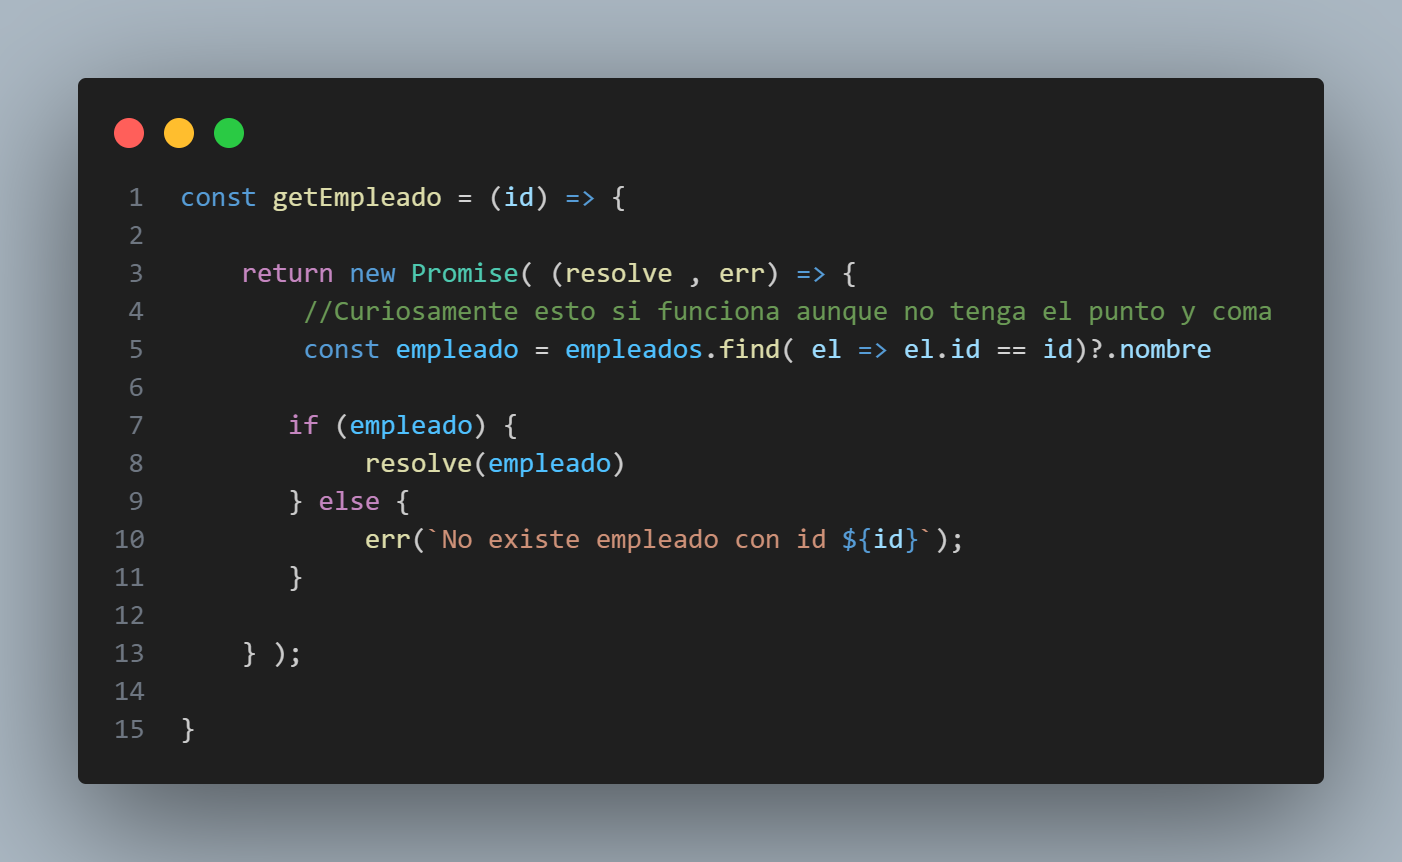 1 const getEmpleado = (id) => {
2
3 return new Promise( (resolve , err) => {
4 //Curiosamente esto si funciona aunque no tenga el punto y coma
5 const empleado = empleados.find( el => el.id == id)?.nombre
6
7 if (empleado) {
8 resolve(empleado)
9 } else {
10 err(`No existe empleado con id ${id}`);
11 }
12
13 } );
14
15 }